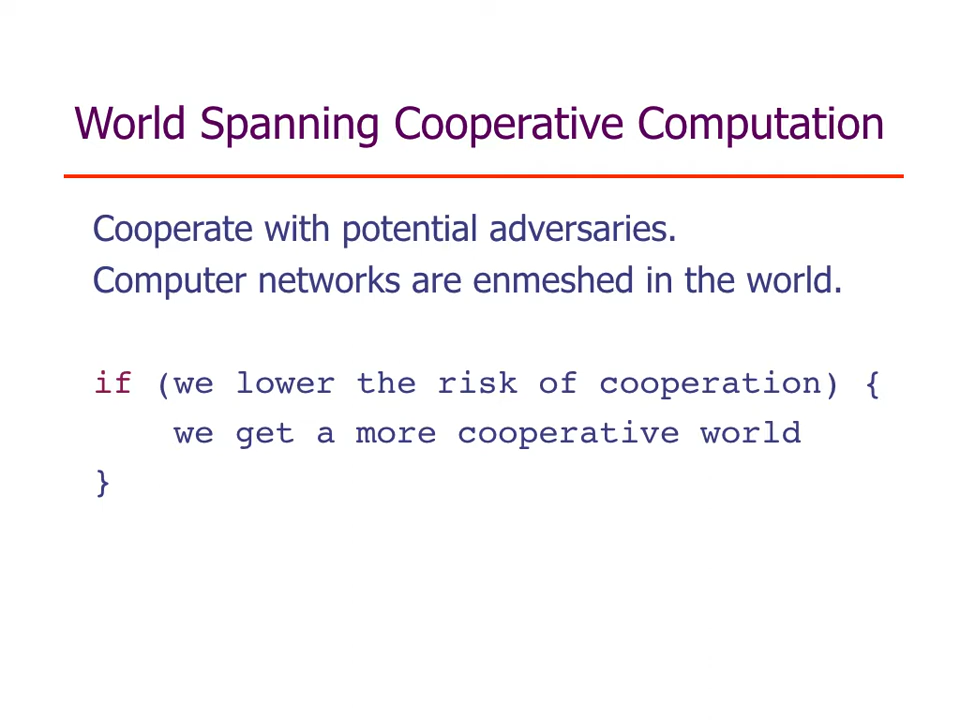 World Spanning Cooperative Computation
Cooperate with potential adversaries.
Computer networks are enmeshed in the world.
if (we lower the risk of cooperation) {
    we get a more cooperative world
}